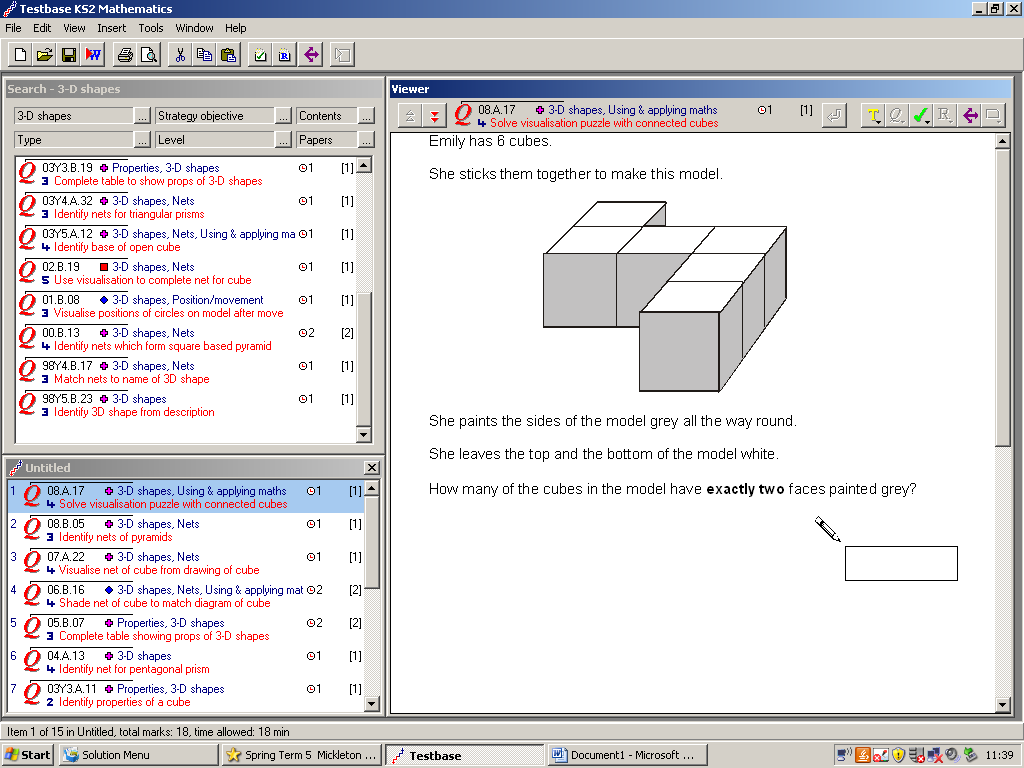 Testbase KS2 Mathematics
File Edit View Insert Tools Window Help
Search - 3-D shapes
3-D shapes ... Strategy objective ... Contents ...
Type ... Level ... Papers ...
03Y3.B.19 Properties, 3-D shapes 1 [1]
3 Complete table to show props of 3-D shapes
03Y4.A.32 3-D shapes, Nets 1 [1]
3 Identify nets for triangular prisms
03Y5.A.12 3-D shapes, Nets, Using & applying ma 1 [1]
4 Identify base of open cube
02.B.19 3-D shapes, Nets 1 [1]
5 Use visualisation to complete net for cube
01.B.08 3-D shapes, Position/movement 1 [1]
3 Visualise positions of circles on model after move
00.B.13 3-D shapes, Nets 2 [2]
4 Identify nets which form square based pyramid
98Y4.B.17 3-D shapes, Nets 1 [1]
3 Match nets to name of 3D shape
98Y5.B.23 3-D shapes 1 [1]
3 Identify 3D shape from description
Untitled
1 08.A.17 3-D shapes, Using & applying maths 1 [1]
4 Solve visualisation puzzle with connected cubes
2 08.B.05 3-D shapes, Nets 1 [1]
3 Identify nets of pyramids
3 07.A.22 3-D shapes, Nets 1 [1]
4 Visualise net of cube from drawing of cube
4 06.B.16 3-D shapes, Nets, Using & applying mat 2 [2]
4 Shade net of cube to match diagram of cube
5 05.B.07 Properties, 3-D shapes 2 [2]
3 Complete table showing props of 3-D shapes
6 04.A.13 3-D shapes 1 [1]
4 Identify net for pentagonal prism
7 03Y3.A.11 Properties, 3-D shapes 1 [1]
2 Identify properties of a cube
Viewer
08.A.17 3-D shapes, Using & applying maths 1 [1]
4 Solve visualisation puzzle with connected cubes
Emily has 6 cubes.
She sticks them together to make this model.
She paints the sides of the model grey all the way round.
She leaves the top and the bottom of the model white.
How many of the cubes in the model have exactly two faces painted grey?
Item 1 of 15 in Untitled, total marks: 18, time allowed: 18 min
Start Solution Menu Spring Term 5 Mickleton ... Testbase Document1 - Microsoft ... 11:39